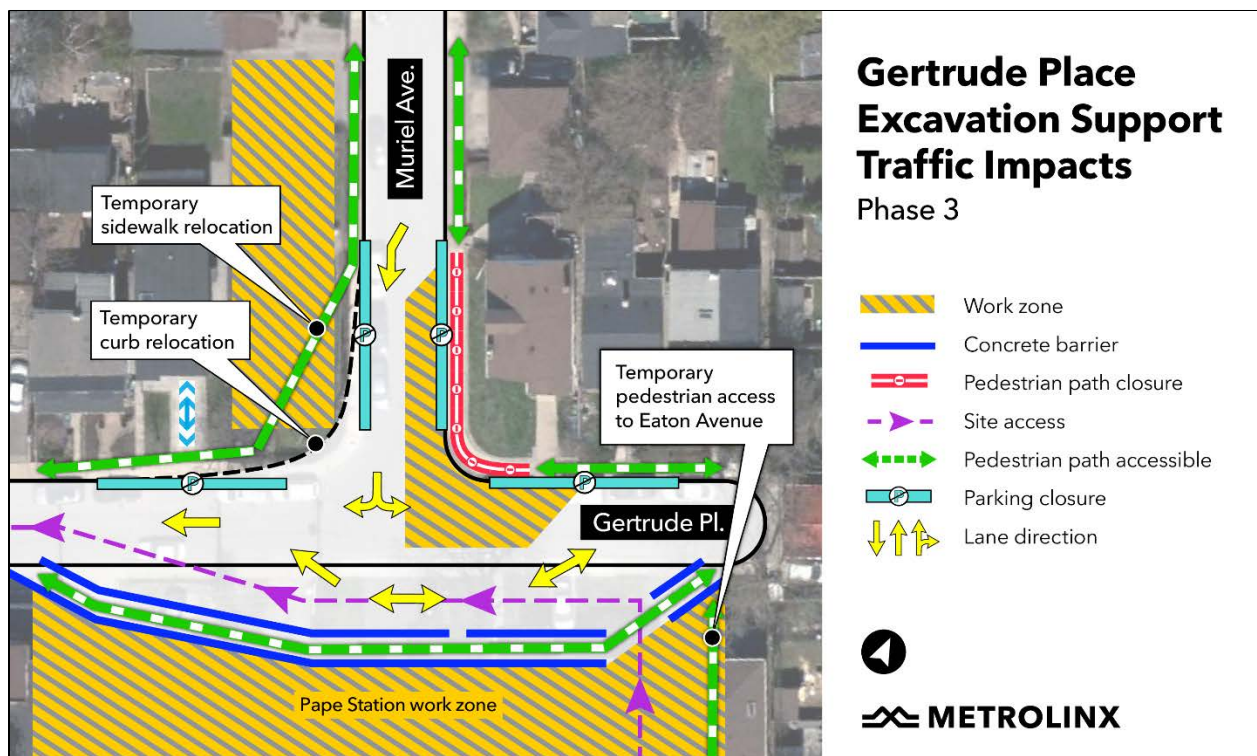 Gertrude Place
Excavation Support
Traffic Impacts
Phase 3
Muriel Ave.
Temporary
sidewalk relocation
Temporary
curb relocation
P
P
Temporary
pedestrian access
to Eaton Avenue
P
P
Gertrude Pl.
Pape Station work zone
Work zone
Concrete barrier
Pedestrian path closure
Site access
Pedestrian path accessible
P
Parking closure
Lane direction
METROLINX